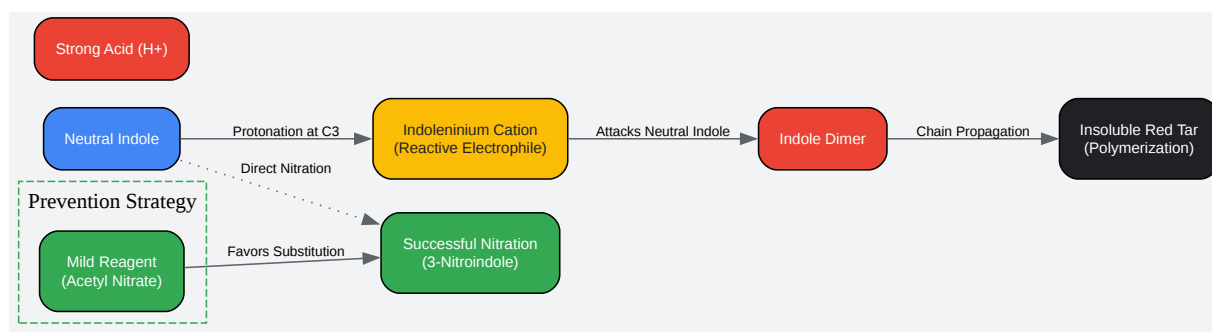 Strong Acid (H+)
Neutral Indole
Protonation at C3
Indoleninium Cation
(Reactive Electrophile)
Attacks Neutral Indole
Indole Dimer
Chain Propagation
Insoluble Red Tar
(Polymerization)
Direct Nitration
Prevention Strategy
Mild Reagent
(Acetyl Nitrate)
Favors Substitution
Successful Nitration
(3-Nitroindole)